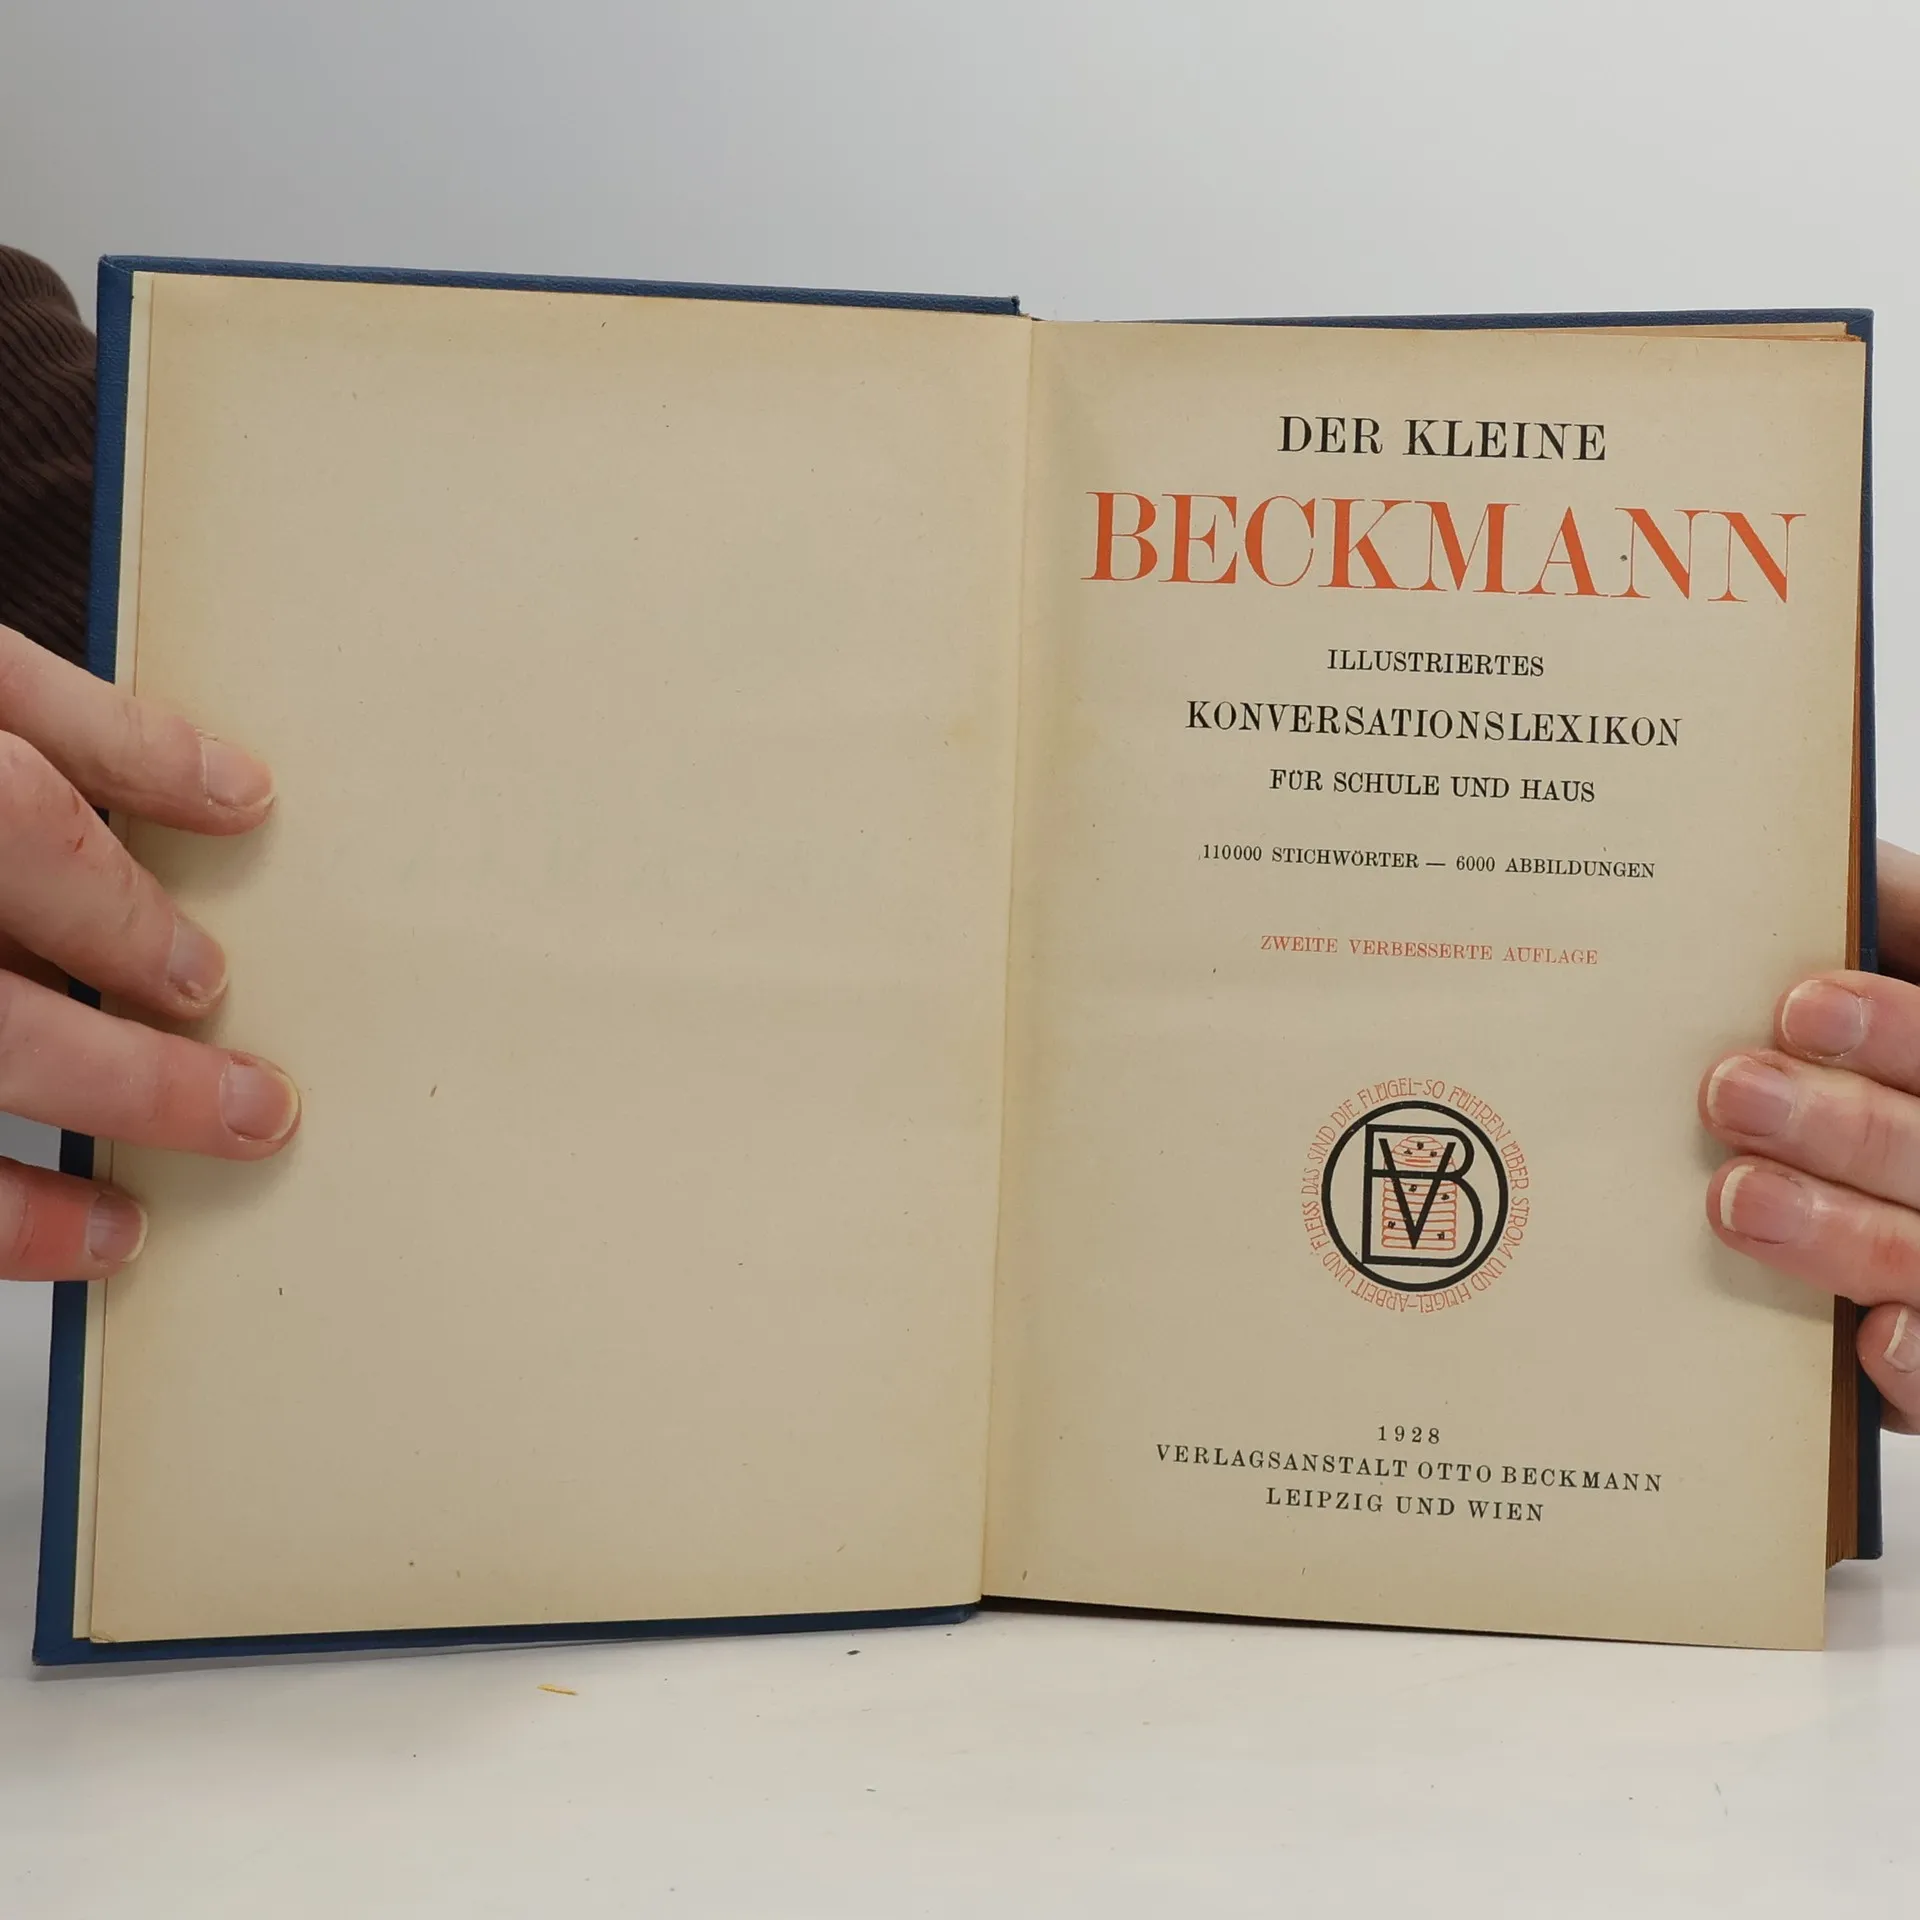 DER KLEINE
BECKMANN
ILLUSTRIERTES
KONVERSATIONSLEXIKON
FÜR SCHULE UND HAUS
110000 STICHWÖRTER — 6000 ABBILDUNGEN
ZWEITE VERBESSERTE AUFLAGE
ARBEIT UND FLEISS DAS SIND DIE FLÜGEL-SO FÜHREN ÜBER STROM UND HÜGEL-
BV
1928
VERLAGSANSTALT OTTO BECKMANN
LEIPZIG UND WIEN